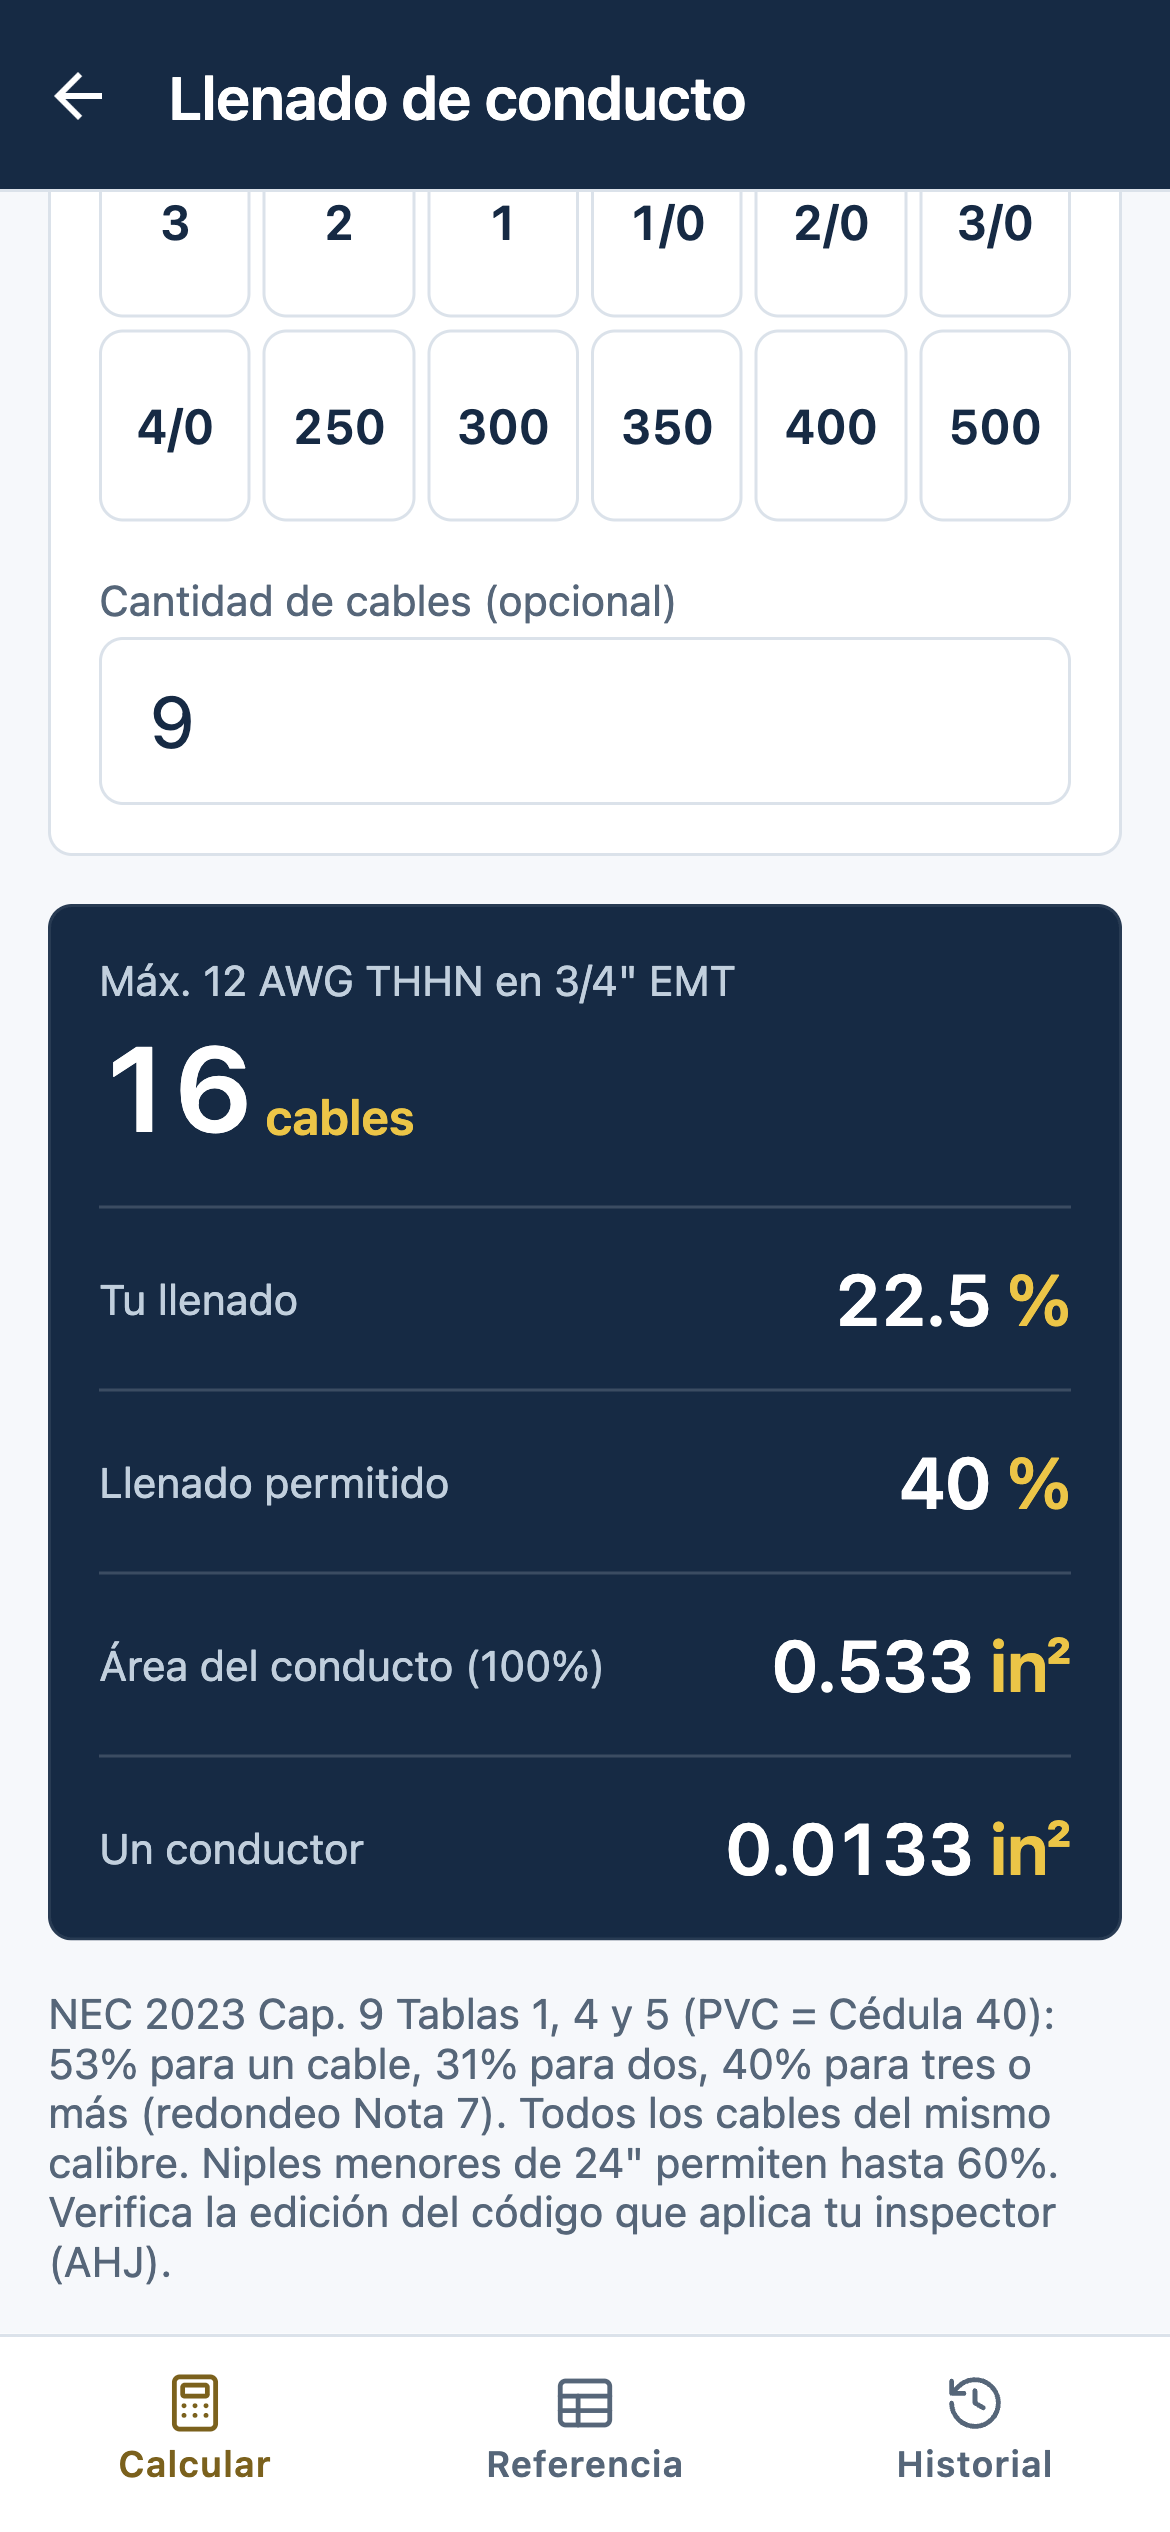 Llenado de conducto
3 2 1 1/0 2/0 3/0
4/0 250 300 350 400 500
Cantidad de cables (opcional)
9
Máx. 12 AWG THHN en 3/4" EMT
16 cables
Tu llenado 22.5 %
Llenado permitido 40 %
Área del conducto (100%) 0.533 in²
Un conductor 0.0133 in²
NEC 2023 Cap. 9 Tablas 1, 4 y 5 (PVC = Cédula 40):
53% para un cable, 31% para dos, 40% para tres o
más (redondeo Nota 7). Todos los cables del mismo
calibre. Niples menores de 24" permiten hasta 60%.
Verifica la edición del código que aplica tu inspector
(AHJ).
Calcular Referencia Historial